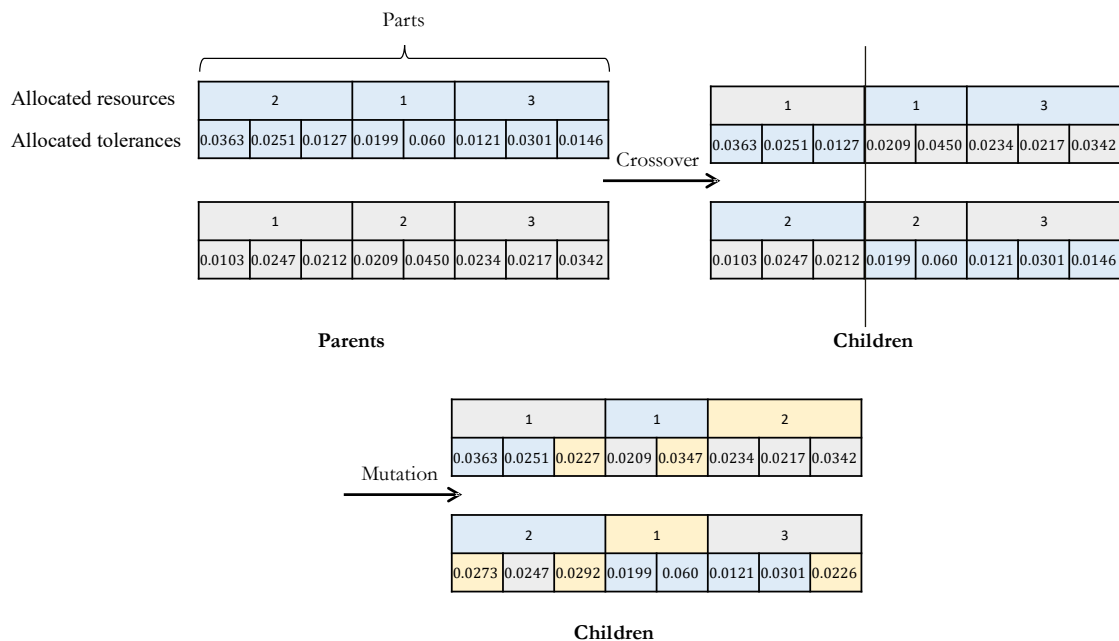 Parts
Allocated resources
2 1 3
Allocated tolerances
0.0363 0.0251 0.0127 0.0199 0.060 0.0121 0.0301 0.0146
1 2 3
0.0103 0.0247 0.0212 0.0209 0.0450 0.0234 0.0217 0.0342
Parents
Crossover
1 1 3
0.0363 0.0251 0.0127 0.0209 0.0450 0.0234 0.0217 0.0342
2 2 3
0.0103 0.0247 0.0212 0.0199 0.060 0.0121 0.0301 0.0146
Children
Mutation
1 1 2
0.0363 0.0251 0.0227 0.0209 0.0347 0.0234 0.0217 0.0342
2 1 3
0.0273 0.0247 0.0292 0.0199 0.060 0.0121 0.0301 0.0226
Children